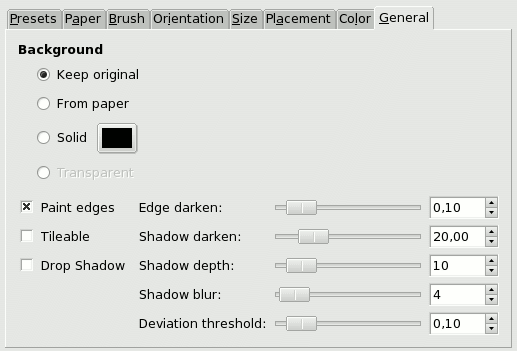 Presets Paper Brush Orientation Size Placement Color General
Background
Keep original
From paper
Solid
Transparent
Paint edges Edge darken: 0,10
Tileable Shadow darken: 20,00
Drop Shadow Shadow depth: 10
Shadow blur: 4
Deviation threshold: 0,10